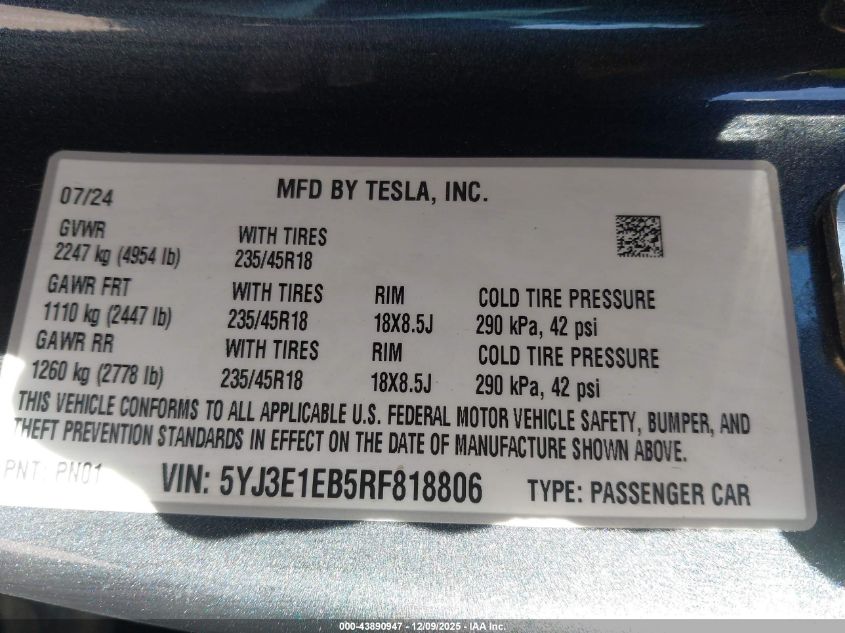 07/24 MFD BY TESLA, INC.
GVWR WITH TIRES
2247 kg (4954 lb) 235/45R18
GAWR FRT WITH TIRES RIM COLD TIRE PRESSURE
1110 kg (2447 lb) 235/45R18 18X8.5J 290 kPa, 42 psi
GAWR RR WITH TIRES RIM COLD TIRE PRESSURE
1260 kg (2778 lb) 235/45R18 18X8.5J 290 kPa, 42 psi
THIS VEHICLE CONFORMS TO ALL APPLICABLE U.S. FEDERAL MOTOR VEHICLE SAFETY, BUMPER, AND
THEFT PREVENTION STANDARDS IN EFFECT ON THE DATE OF MANUFACTURE SHOWN ABOVE.
PNT: PN01 VIN: 5YJ3E1EB5RF818806 TYPE: PASSENGER CAR
000-43890947 - 12/09/2025 - IAA Inc.